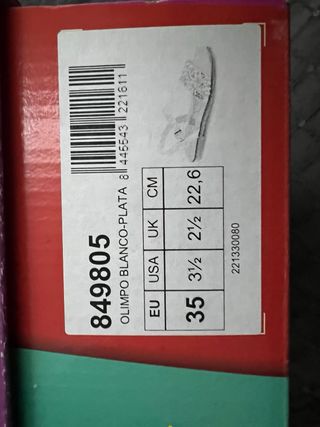 849805
OLIMPO BLANCO-PLATA
8 445543 221611
EU USA UK CM
35 3½ 2½ 22,6
221330080